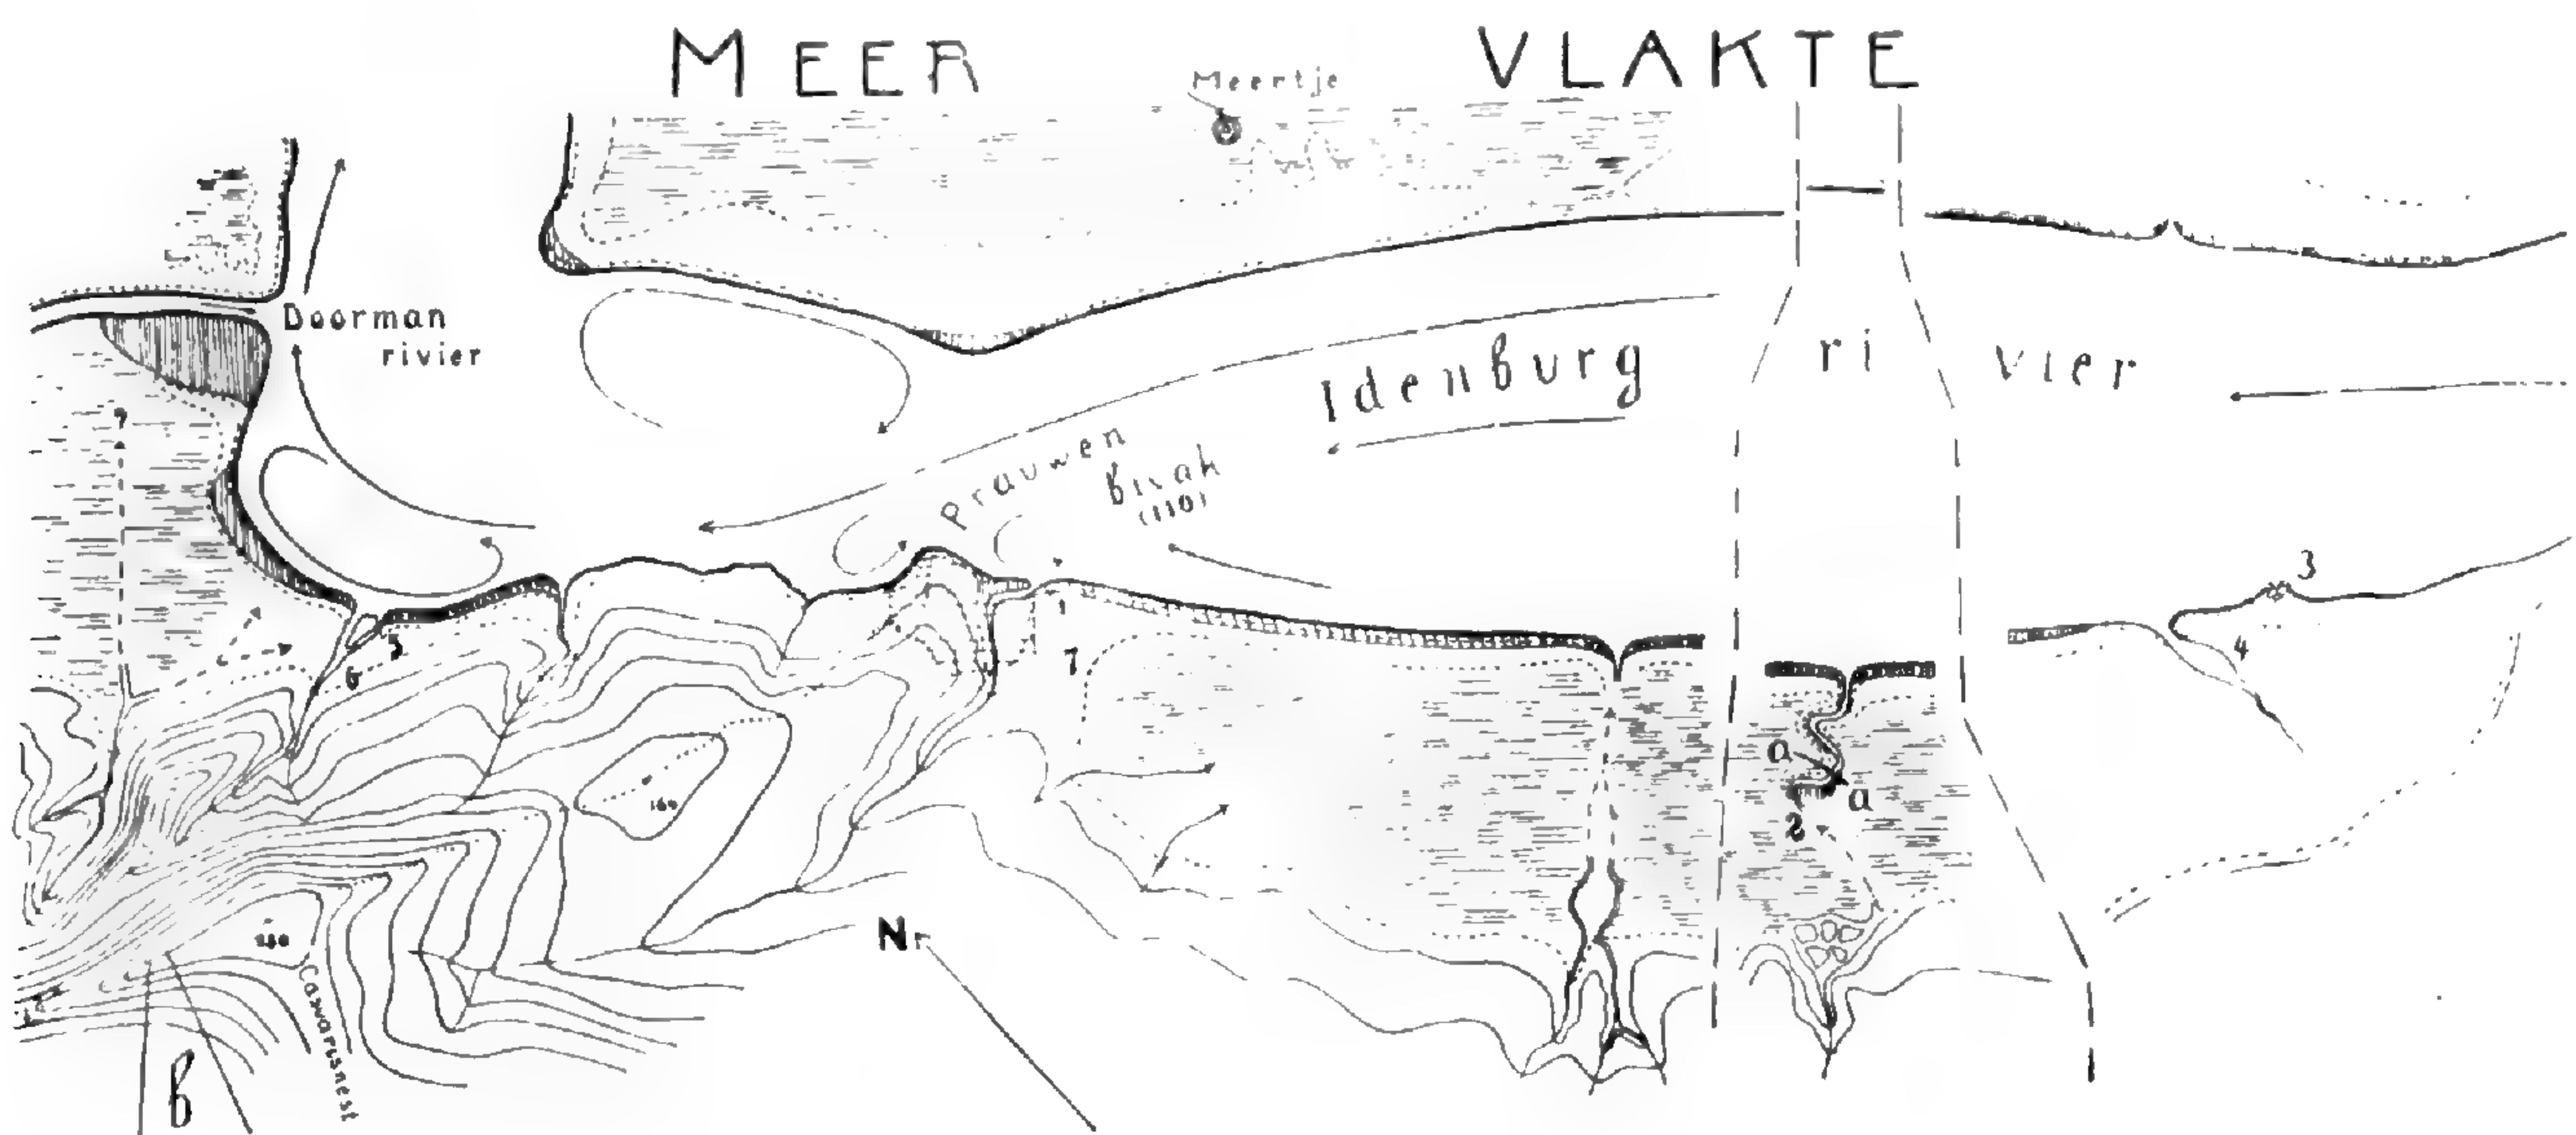 MEER VLAKTE
Meertje
Doorman
rivier
Idenburg ri vier
prauwen
bivak
(110)
3
1
5
6
7
4
a
a
2
160
N
Casuarisnest
B